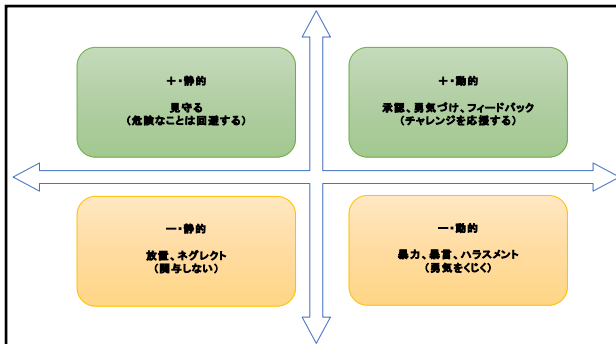 ＋・静的
見守る
(危険なことは回避する)
＋・動的
承認、勇気づけ、フィードバック
(チャレンジを応援する)
－・静的
放置、ネグレクト
(関与しない)
－・動的
暴力、暴言、ハラスメント
(勇気をくじく)